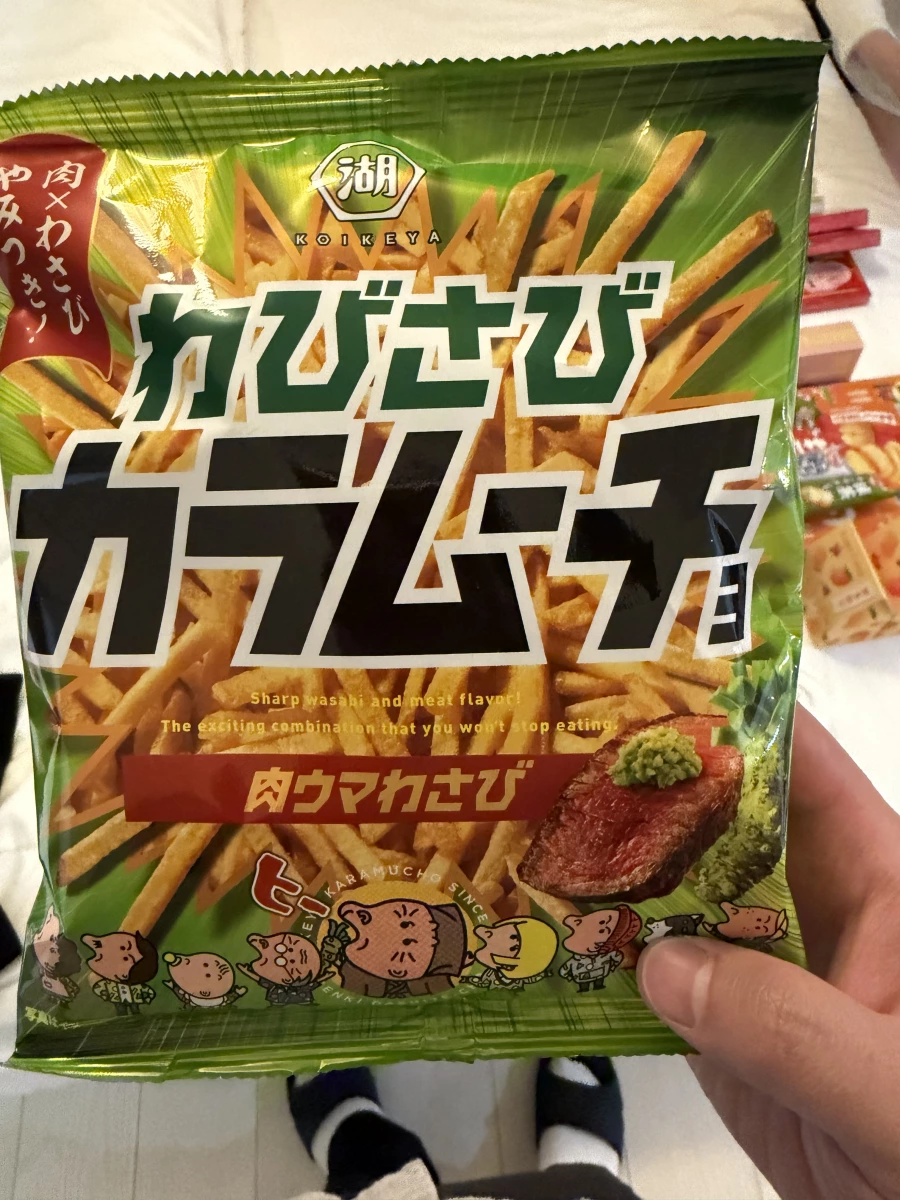 肉×わさび
やみつき!
湖
KOIKEYA
わびさび
カラムーチョ
Sharp wasabi and meat flavor!
The exciting combination that you won't stop eating.
肉ウマわさび
ヒー
KARAMUCHO SINCE